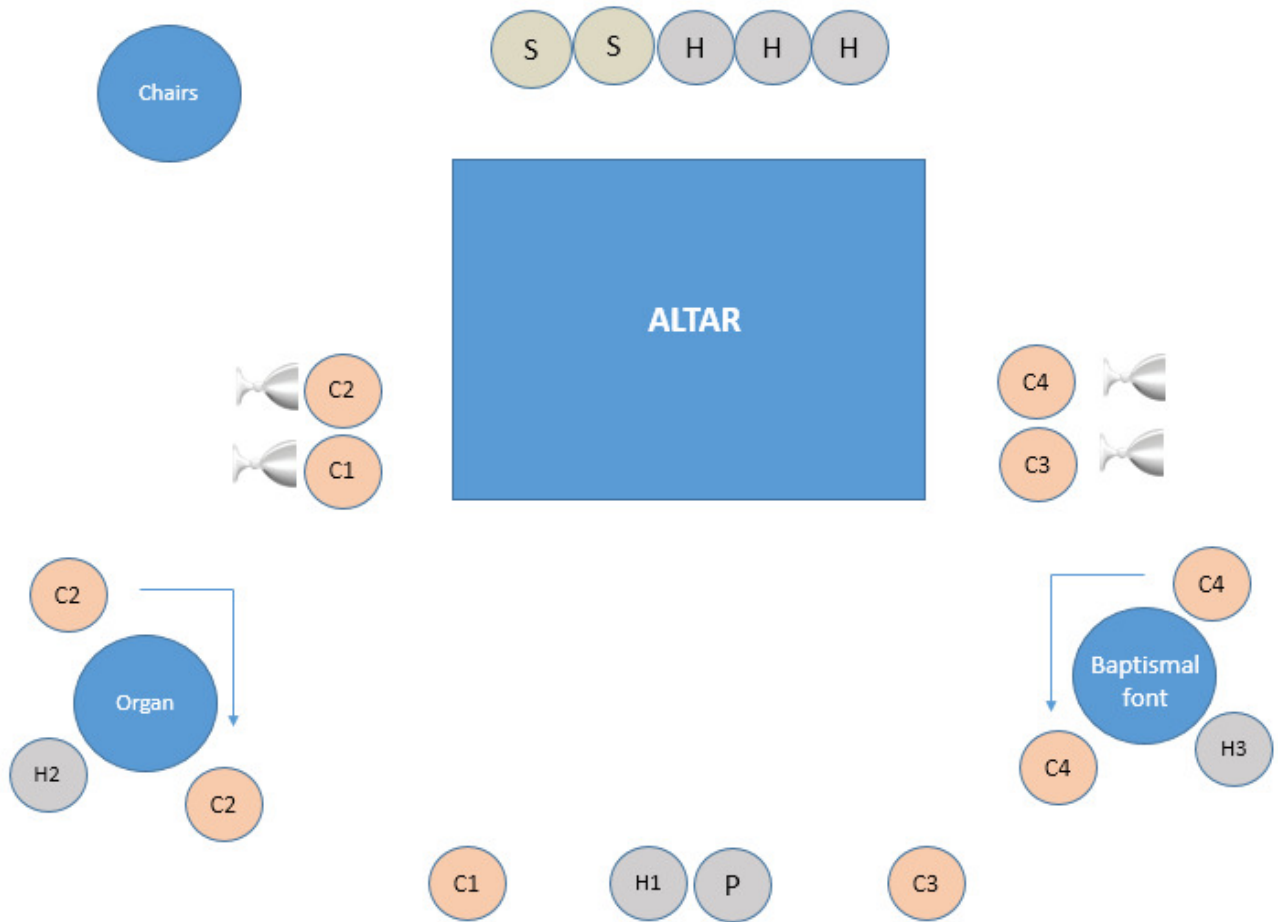 S S H H H
Chairs
ALTAR
C2
C4
C1
C3
C2
C4
Organ
Baptismal
font
H2
H3
C2
C4
C1
H1
P
C3